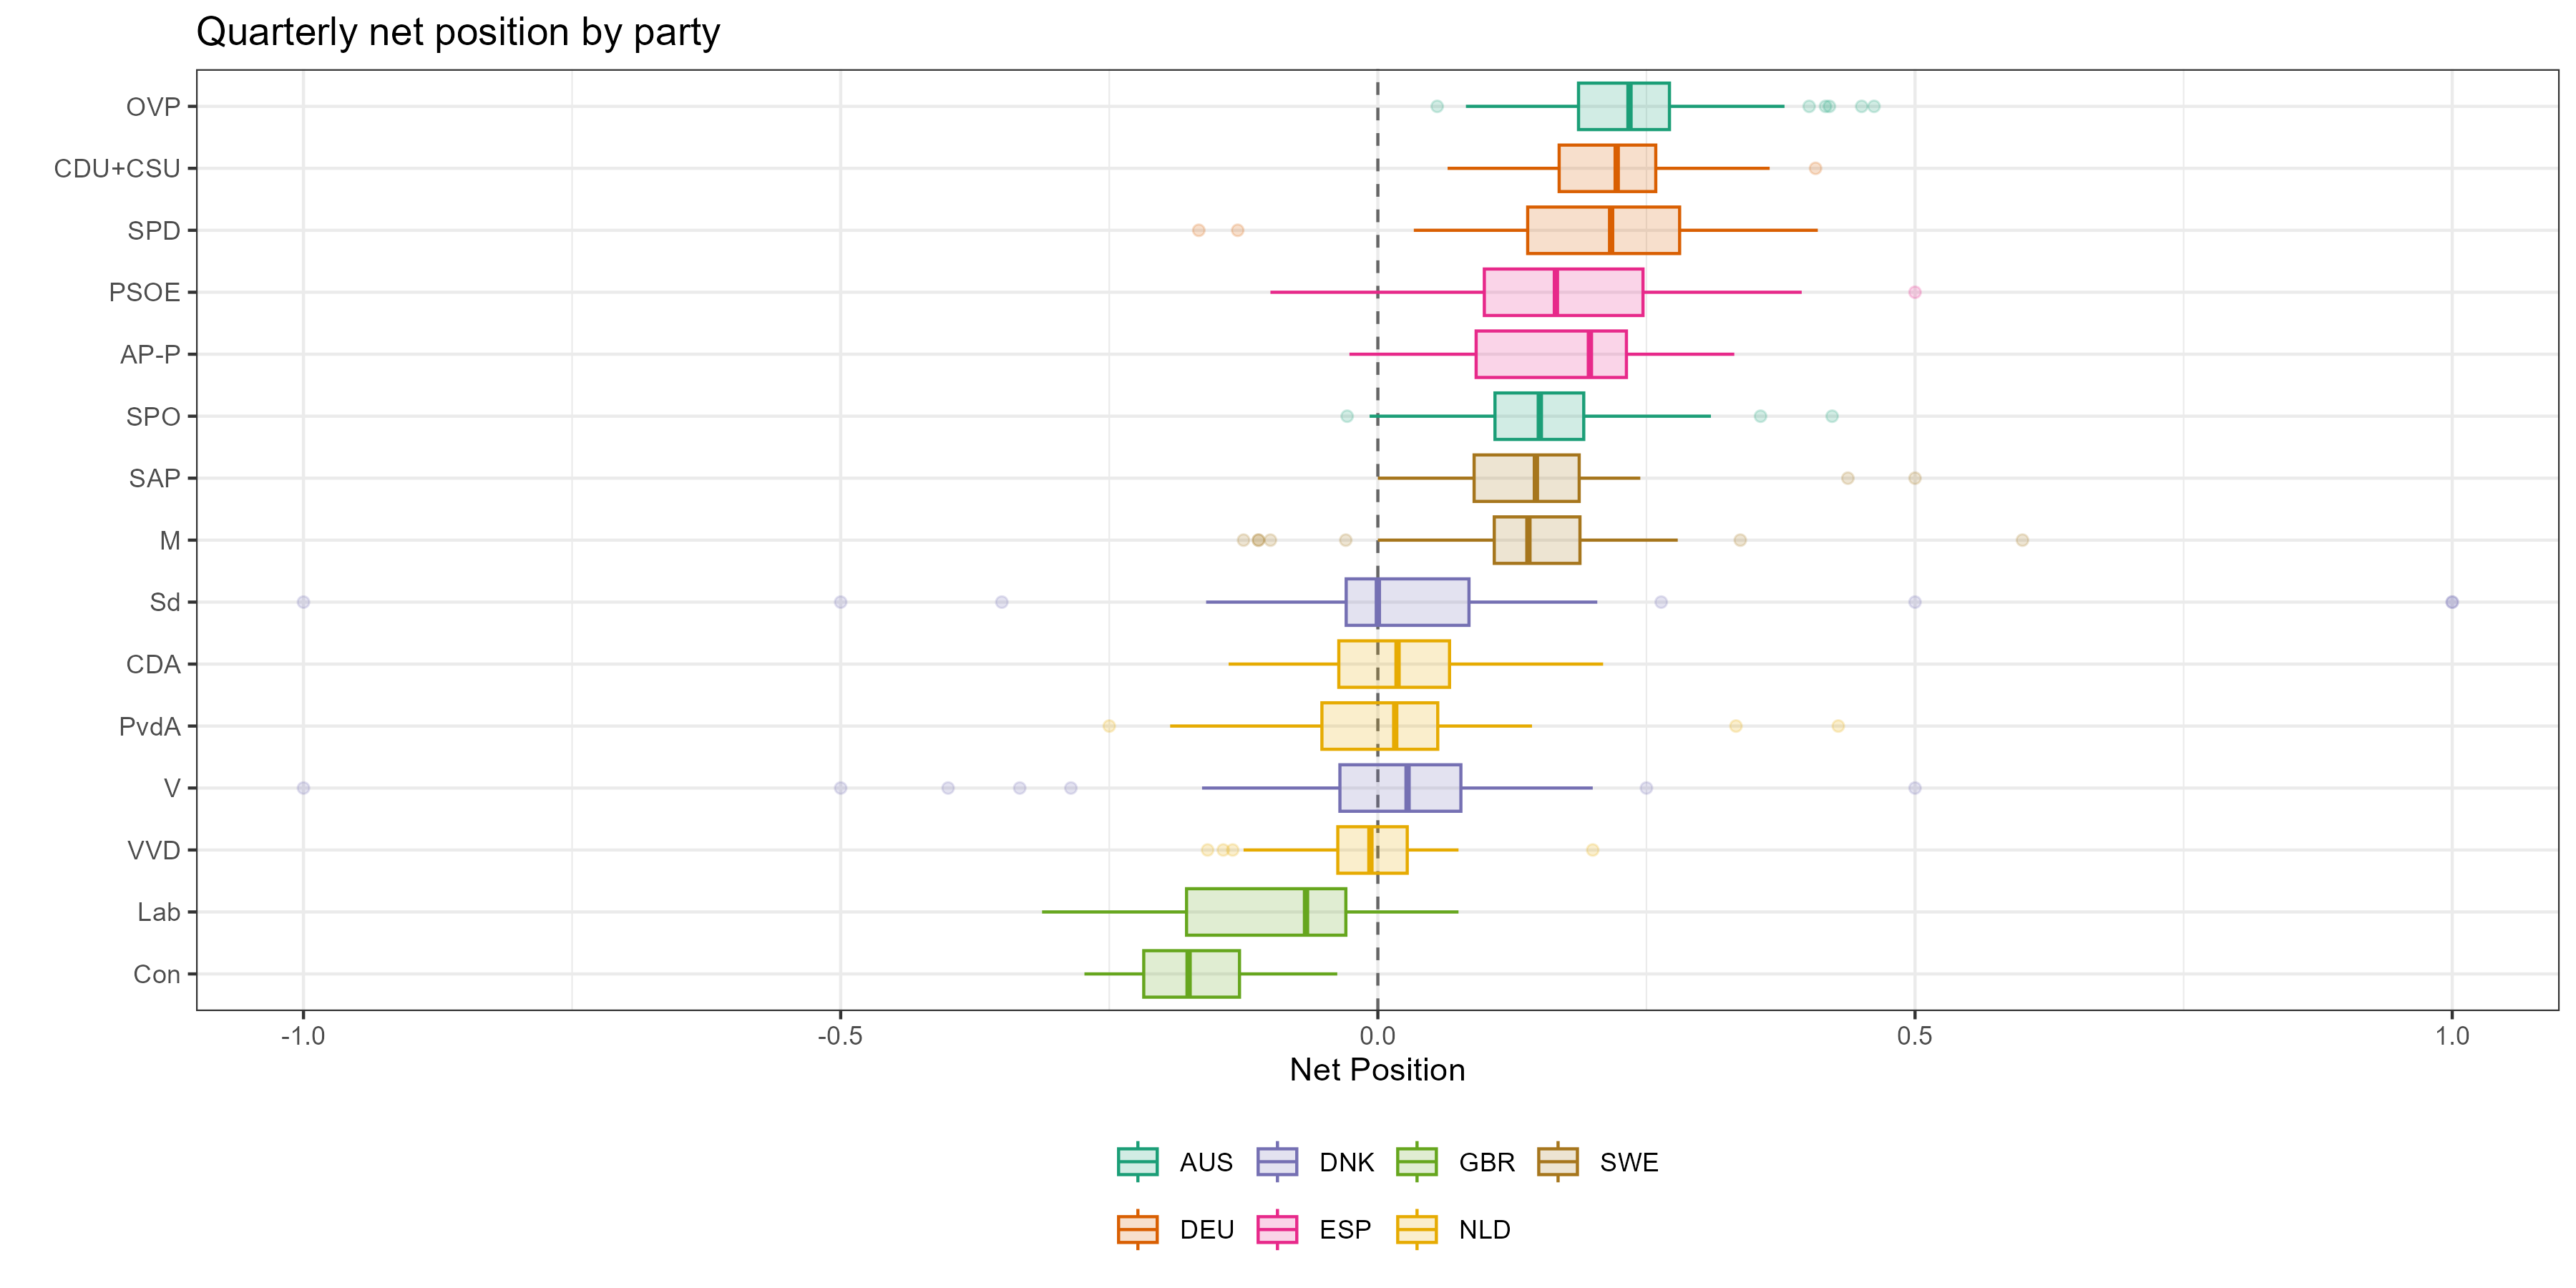 Quarterly net position by party
OVP
CDU+CSU
SPD
PSOE
AP-P
SPO
SAP
M
Sd
CDA
PvdA
V
VVD
Lab
Con
-1.0 -0.5 0.0 0.5 1.0
Net Position
AUS DNK GBR SWE
DEU ESP NLD